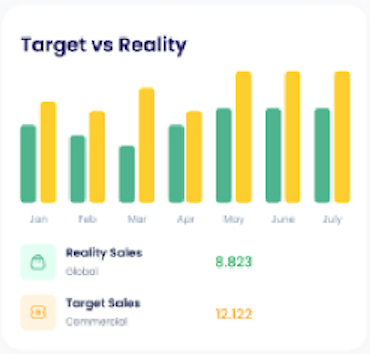 Target vs Reality
Jan Feb Mar Apr May June July
Reality Sales
Global
8.823
Target Sales
Commercial
12.122